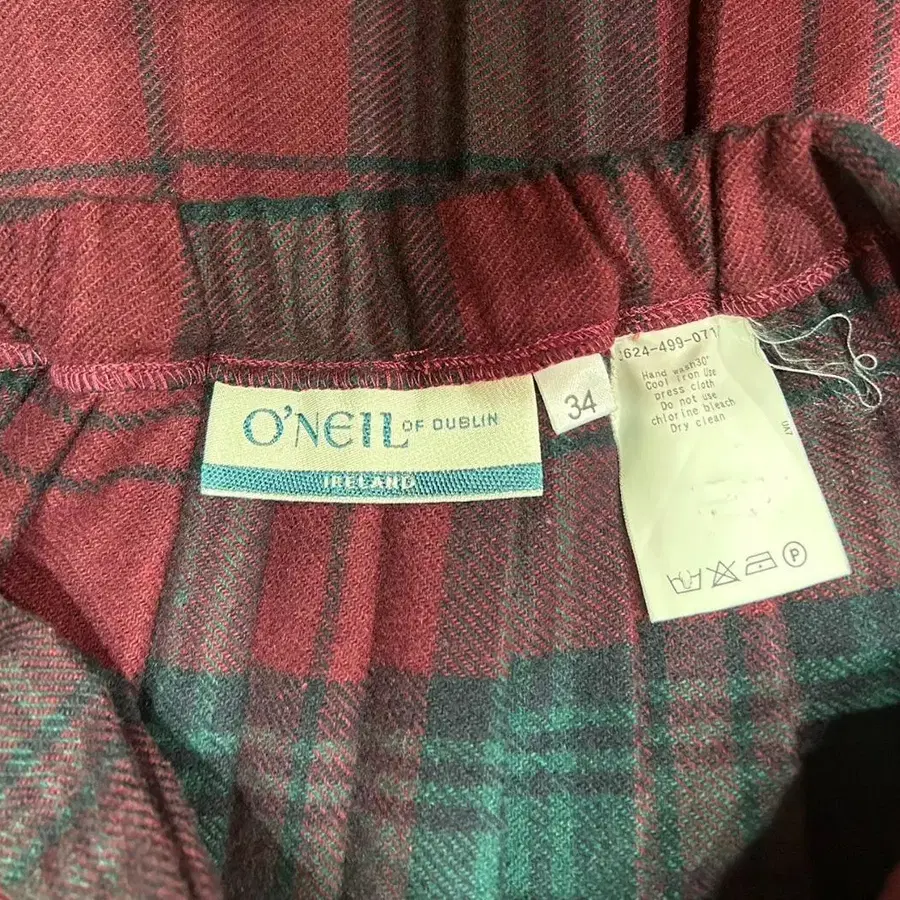 O'NEIL OF DUBLIN
IRELAND
34
624-499-071
Hand wash30°
Cool iron Use
press cloth
Do not use
chlorine bleach
Dry clean
UA7
P